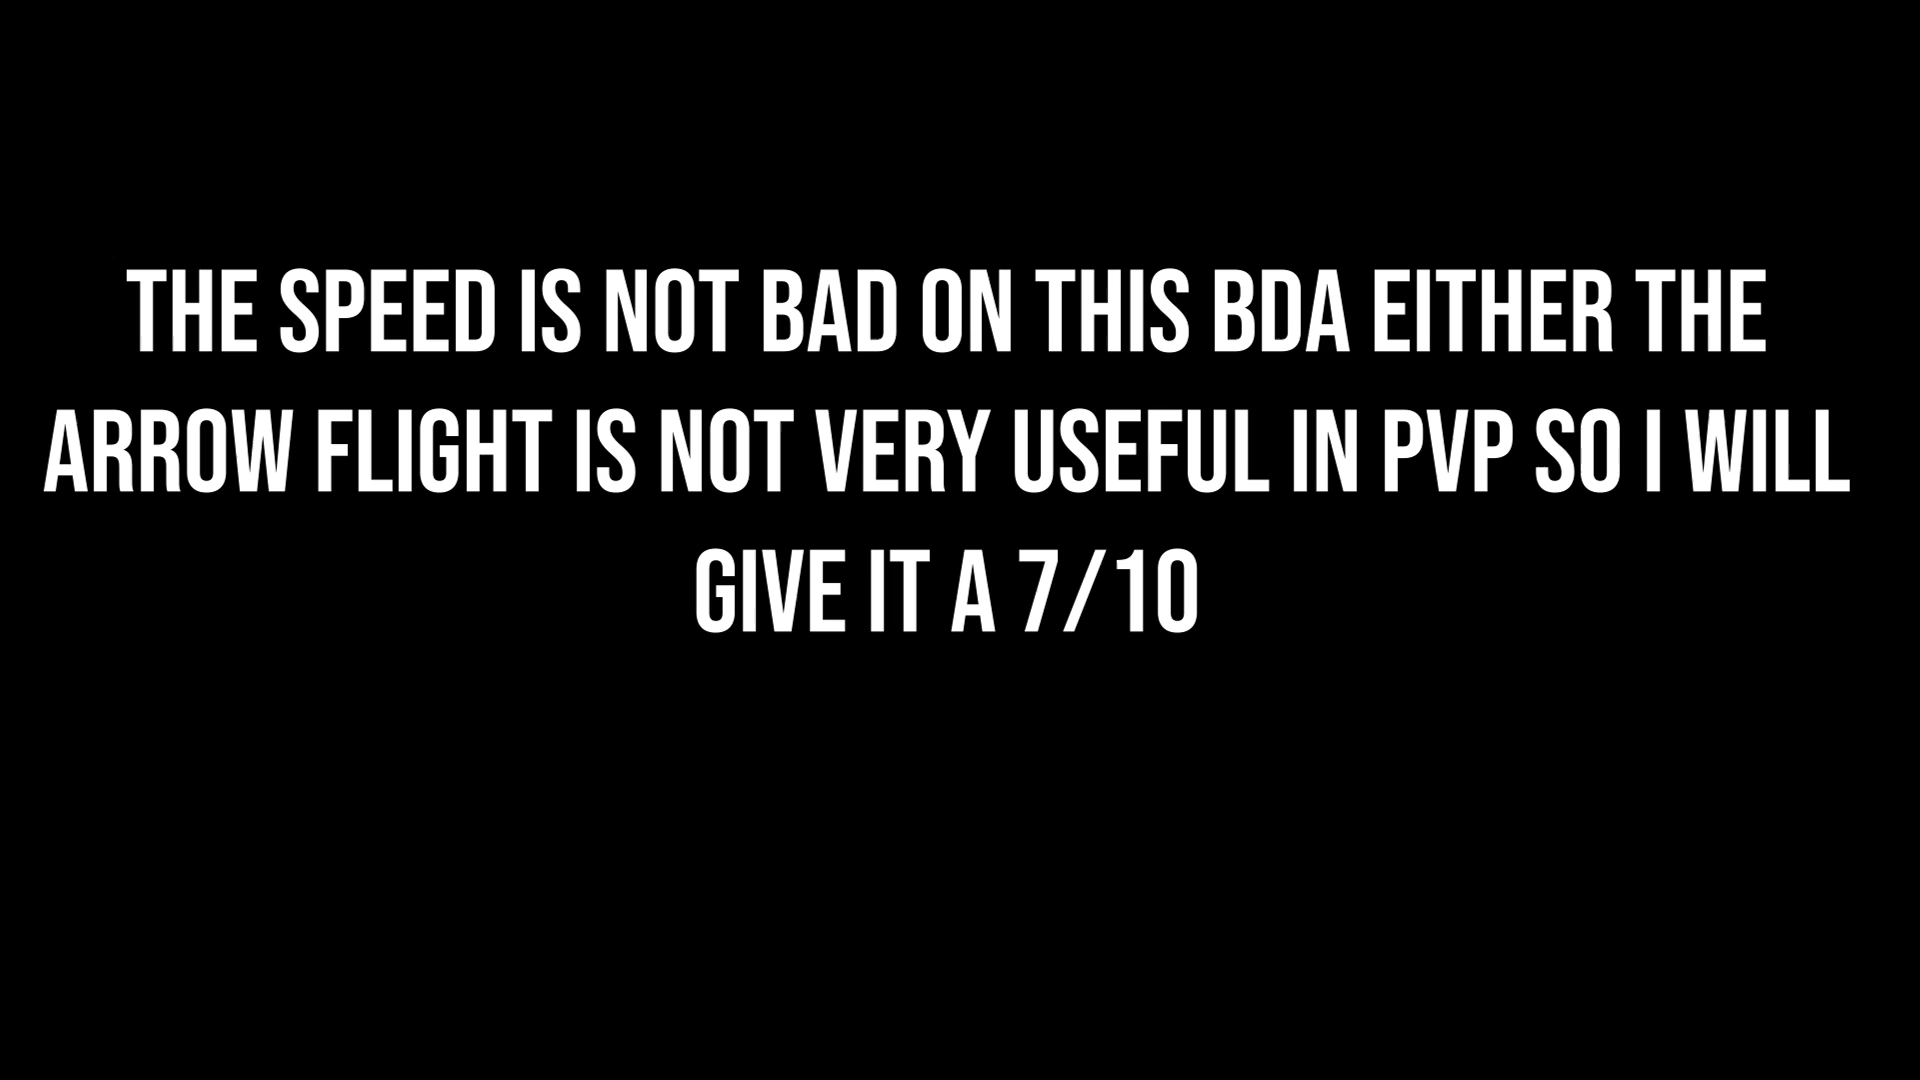 THE SPEED IS NOT BAD ON THIS BDA EITHER THE
ARROW FLIGHT IS NOT VERY USEFUL IN PVP SO I WILL
GIVE IT A 7/10